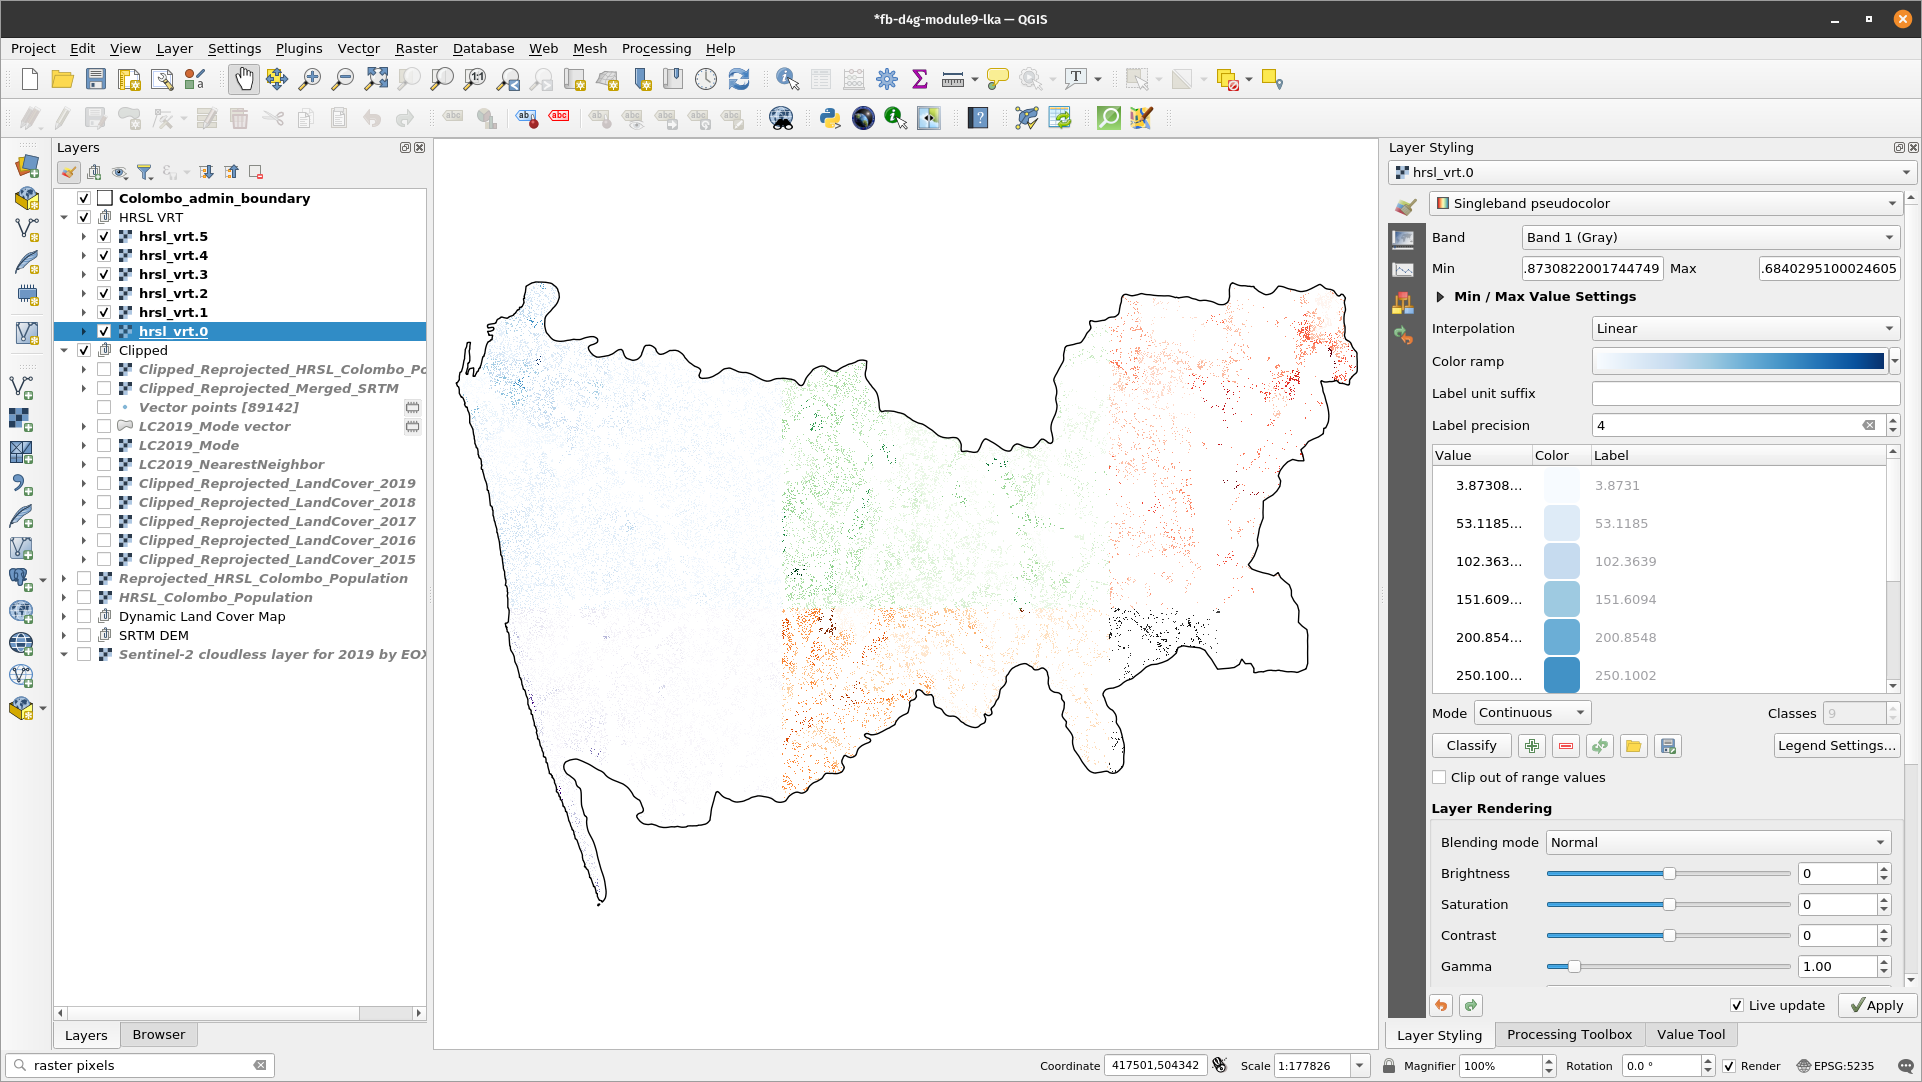 *fb-d4g-module9-lka — QGIS
Project Edit View Layer Settings Plugins Vector Raster Database Web Mesh Processing Help
Layers
Colombo_admin_boundary
HRSL VRT
hrsl_vrt.5
hrsl_vrt.4
hrsl_vrt.3
hrsl_vrt.2
hrsl_vrt.1
hrsl_vrt.0
Clipped
Clipped_Reprojected_HRSL_Colombo_Po
Clipped_Reprojected_Merged_SRTM
Vector points [89142]
LC2019_Mode vector
LC2019_Mode
LC2019_NearestNeighbor
Clipped_Reprojected_LandCover_2019
Clipped_Reprojected_LandCover_2018
Clipped_Reprojected_LandCover_2017
Clipped_Reprojected_LandCover_2016
Clipped_Reprojected_LandCover_2015
Reprojected_HRSL_Colombo_Population
HRSL_Colombo_Population
Dynamic Land Cover Map
SRTM DEM
Sentinel-2 cloudless layer for 2019 by EOX
Layers Browser
Layer Styling
hrsl_vrt.0
Singleband pseudocolor
Band Band 1 (Gray)
Min .8730822001744749 Max .6840295100024605
Min / Max Value Settings
Interpolation Linear
Color ramp
Label unit suffix
Label precision 4
Value Color Label
3.87308... 3.8731
53.1185... 53.1185
102.363... 102.3639
151.609... 151.6094
200.854... 200.8548
250.100... 250.1002
Mode Continuous Classes 9
Classify Legend Settings...
Clip out of range values
Layer Rendering
Blending mode Normal
Brightness 0
Saturation 0
Contrast 0
Gamma 1.00
Live update Apply
Layer Styling Processing Toolbox Value Tool
raster pixels Coordinate 417501,504342 Scale 1:177826 Magnifier 100% Rotation 0.0 ° Render EPSG:5235